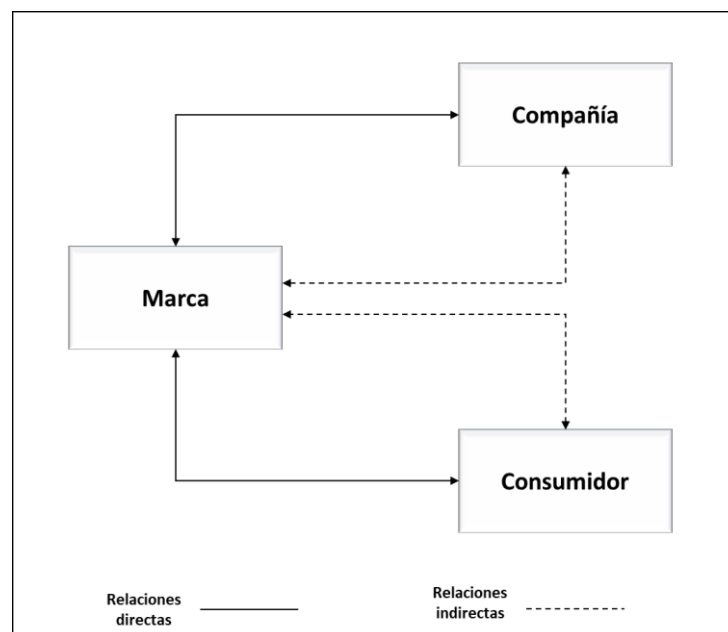 Compañía
Marca
Consumidor
Relaciones
directas
Relaciones
indirectas